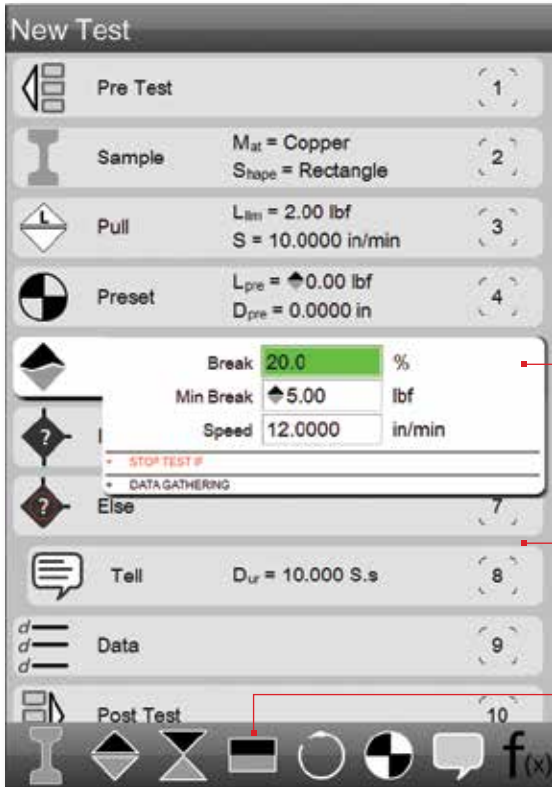 New Test
Pre Test 1
Sample Mat = Copper 2
Shape = Rectangle
L
Pull Llim = 2.00 lbf 3
S = 10.0000 in/min
Preset Lpre = 0.00 lbf 4
Dpre = 0.0000 in
Break 20.0 %
Min Break 5.00 lbf
Speed 12.0000 in/min
?
STOP TEST IF
DATA GATHERING
? Else 7
Tell Dur = 10.000 S.s 8
d
d Data 9
d
Post Test 10
f(x)